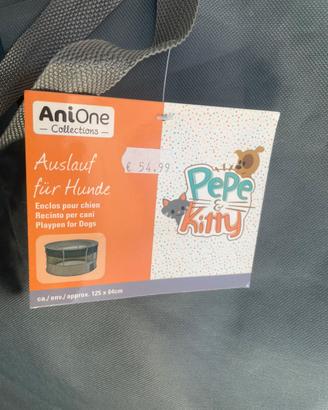 AniOne
Collections
Auslauf
für Hunde
Enclos pour chien
Recinto per cani
Playpen for Dogs
ca./env./approx. 125 x 64cm
€ 54.99
Pepe
&
Kitty